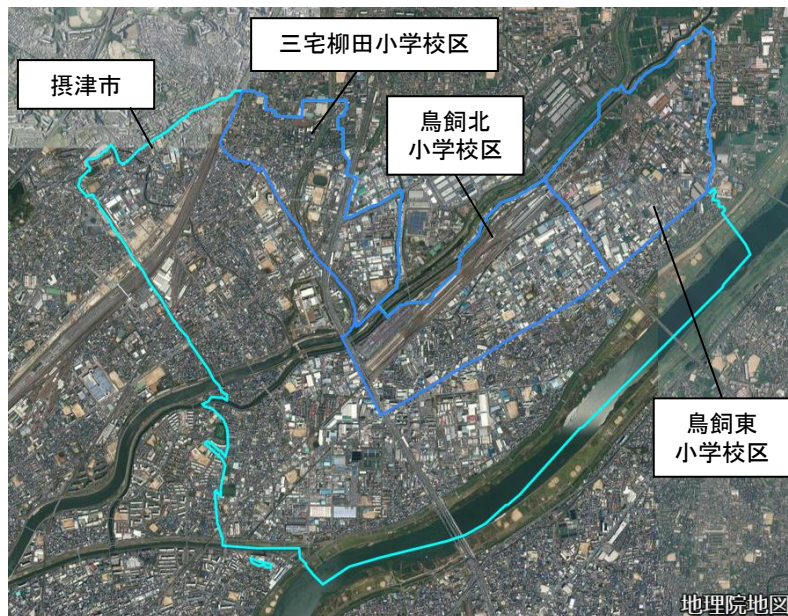 三宅柳田小学校区
摂津市
鳥飼北
小学校区
鳥飼東
小学校区
地理院地図